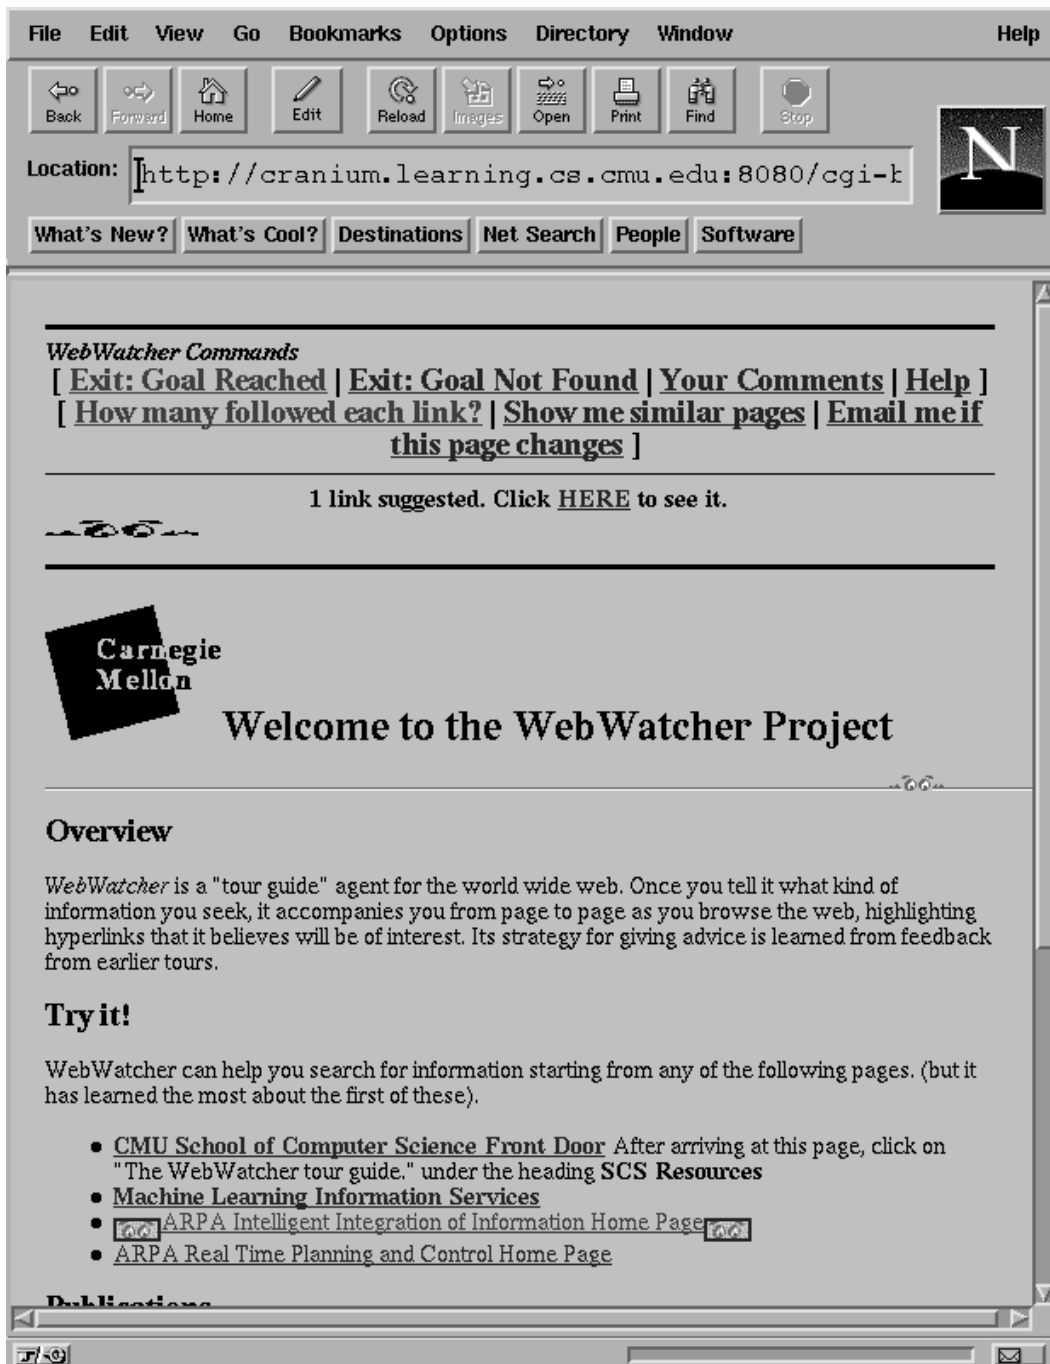 File Edit View Go Bookmarks Options Directory Window Help
Back Forward Home Edit Reload Images Open Print Find Stop
Location: http://cranium.learning.cs.cmu.edu:8080/cgi-b
N
What's New? What's Cool? Destinations Net Search People Software
WebWatcher Commands
[ Exit: Goal Reached | Exit: Goal Not Found | Your Comments | Help ]
[ How many followed each link? | Show me similar pages | Email me if
this page changes ]
1 link suggested. Click HERE to see it.
Carnegie
Mellon
Welcome to the WebWatcher Project
Overview
WebWatcher is a "tour guide" agent for the world wide web. Once you tell it what kind of
information you seek, it accompanies you from page to page as you browse the web, highlighting
hyperlinks that it believes will be of interest. Its strategy for giving advice is learned from feedback
from earlier tours.
Try it!
WebWatcher can help you search for information starting from any of the following pages. (but it
has learned the most about the first of these).
● CMU School of Computer Science Front Door After arriving at this page, click on
"The WebWatcher tour guide." under the heading SCS Resources
● Machine Learning Information Services
● ARPA Intelligent Integration of Information Home Page
● ARPA Real Time Planning and Control Home Page
Publications